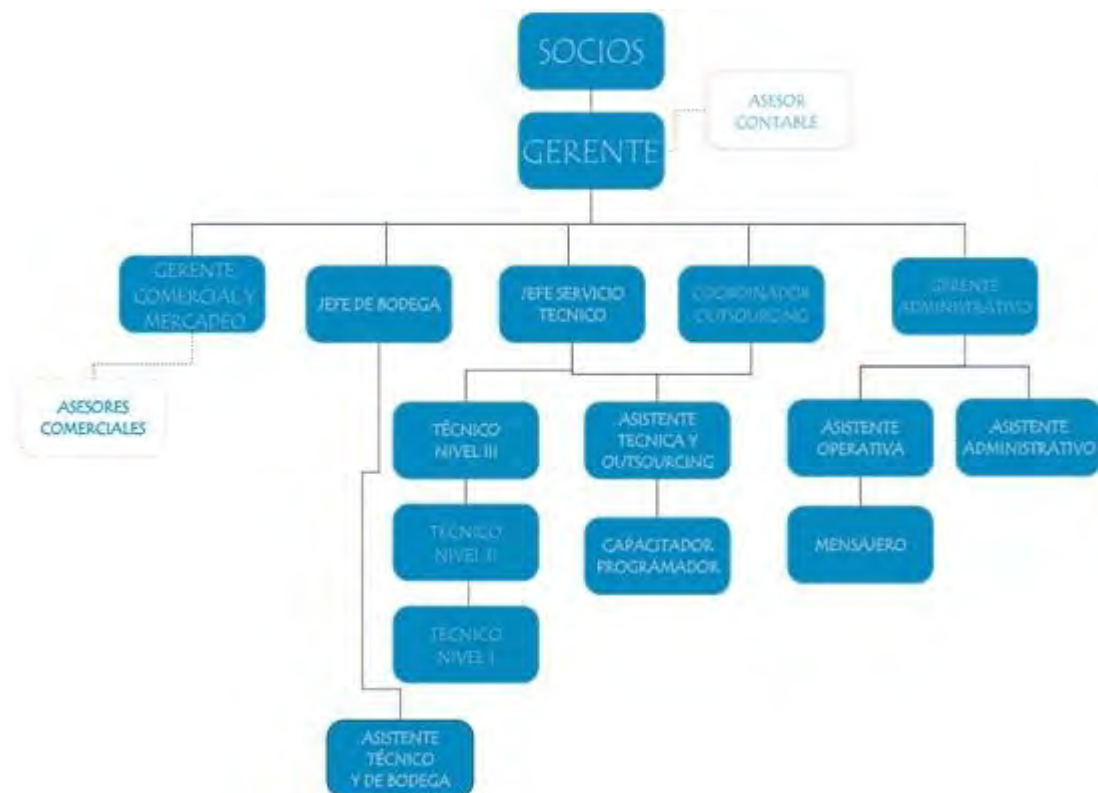 SOCIOS
GERENTE
ASESOR
CONTABLE
GERENTE
COMERCIAL Y
MERCADEO
JEFE DE BODEGA
JEFE SERVICIO
TECNICO
COORDINADOR
OUTSOURCING
GERENTE
ADMINISTRATIVO
ASESORES
COMERCIALES
TÉCNICO
NIVEL III
ASISTENTE
TECNICA Y
OUTSOURCING
ASISTENTE
OPERATIVA
ASISTENTE
ADMINISTRATIVO
TÉCNICO
NIVEL II
CAPACITADOR
PROGRAMADOR
MENSAJERO
TECNICO
NIVEL I
ASISTENTE
TÉCNICO
Y DE BODEGA